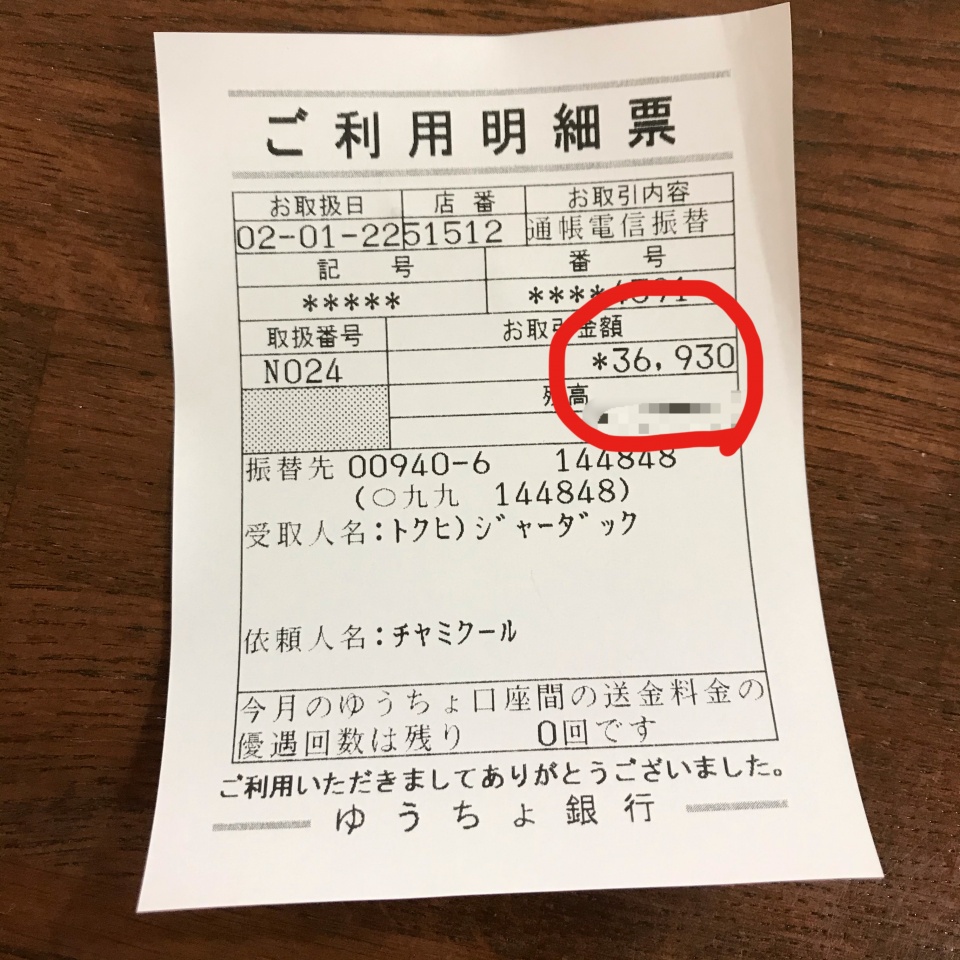 ご利用明細票
お取扱日 店番 お取引内容
02-01-22 51512 通帳電信振替
記号 番号
***** ****4391
取扱番号 お取引金額
N024 *36,930
残高
振替先 00940-6 144848
(○九九 144848)
受取人名:トクヒ)ジャーダック
依頼人名:チヤミクール
今月のゆうちょ口座間の送金料金の
優遇回数は残り 0回です
ご利用いただきましてありがとうございました。
ゆうちょ銀行